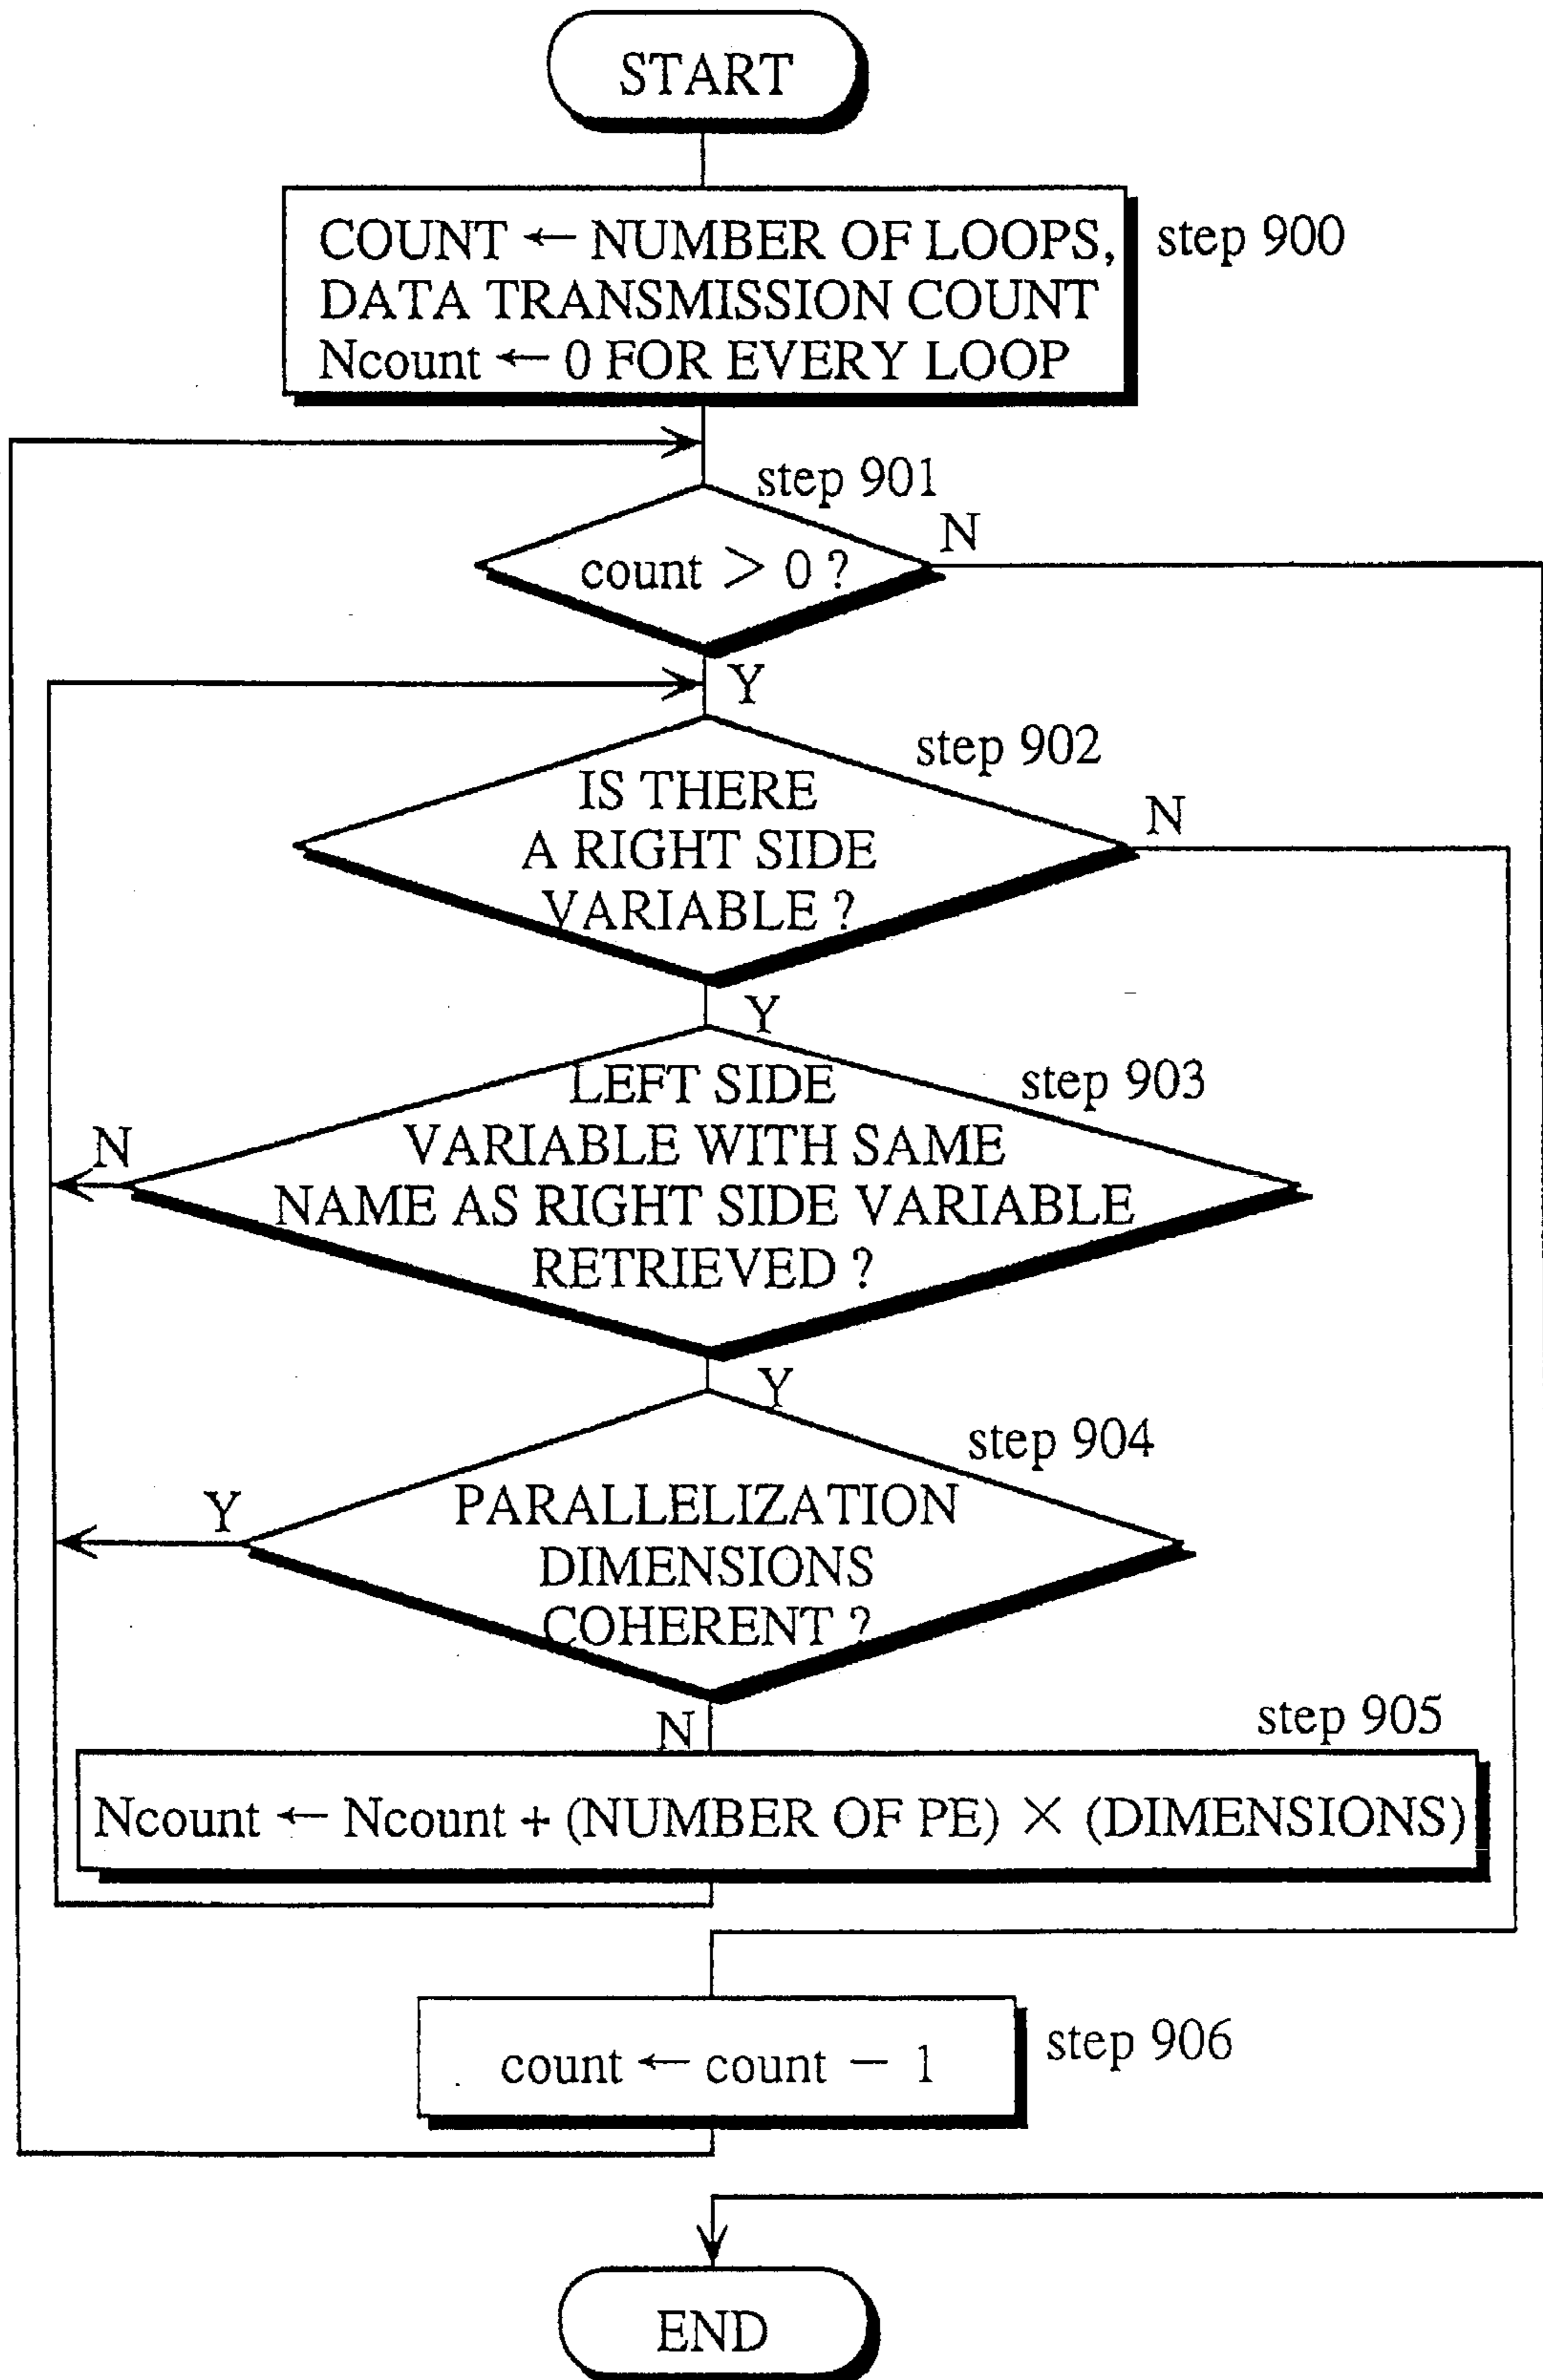 START
COUNT ← NUMBER OF LOOPS,
DATA TRANSMISSION COUNT
Ncount ← 0 FOR EVERY LOOP
step 900
step 901
count > 0 ?
N
Y
step 902
IS THERE
A RIGHT SIDE
VARIABLE ?
N
Y
step 903
LEFT SIDE
VARIABLE WITH SAME
NAME AS RIGHT SIDE VARIABLE
RETRIEVED ?
N
Y
step 904
PARALLELIZATION
DIMENSIONS
COHERENT ?
Y
N
step 905
Ncount ← Ncount + (NUMBER OF PE) × (DIMENSIONS)
count ← count − 1
step 906
END